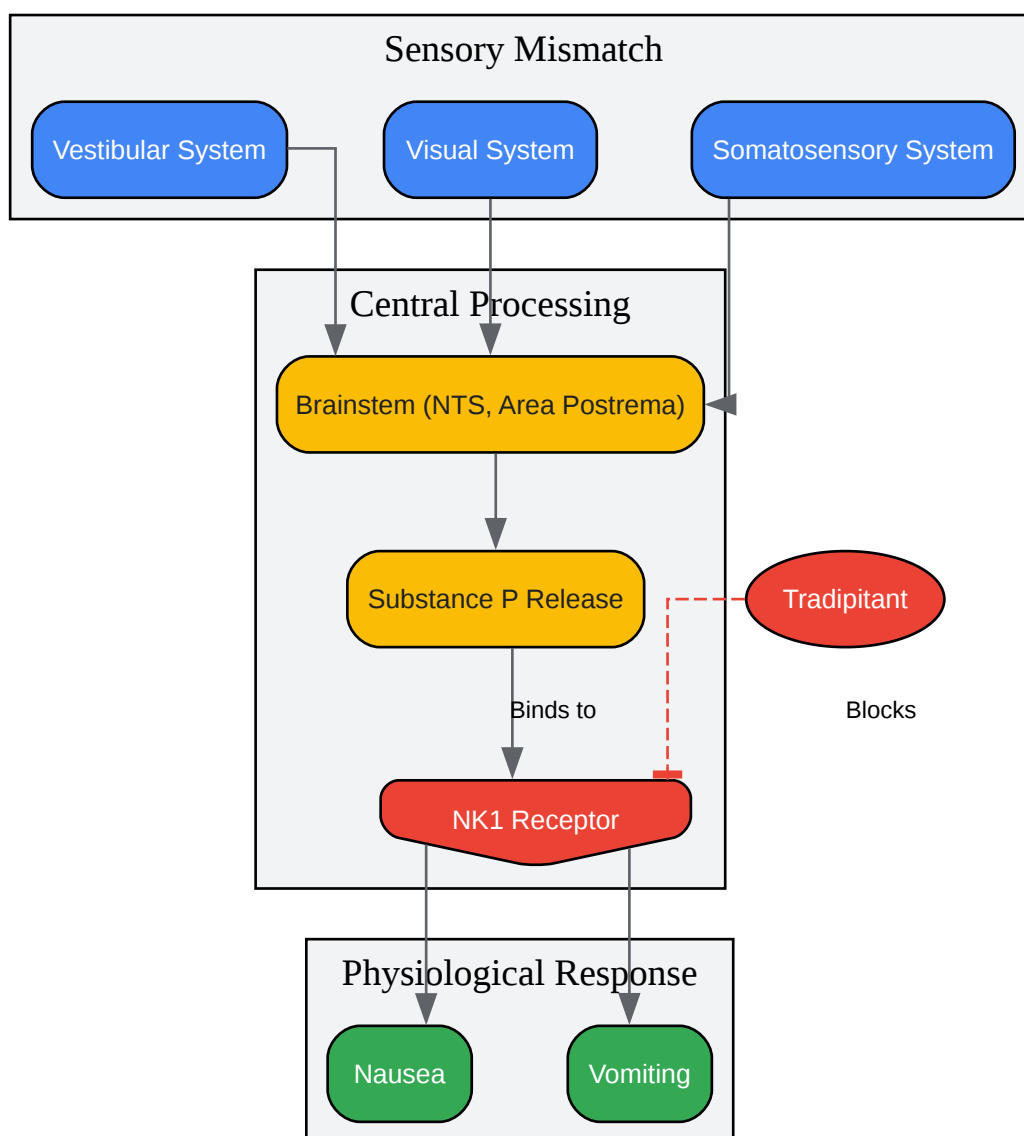 Sensory Mismatch
Vestibular System
Visual System
Somatosensory System
Central Processing
Brainstem (NTS, Area Postrema)
Substance P Release
Tradipitant
Binds to
Blocks
NK1 Receptor
Physiological Response
Nausea
Vomiting